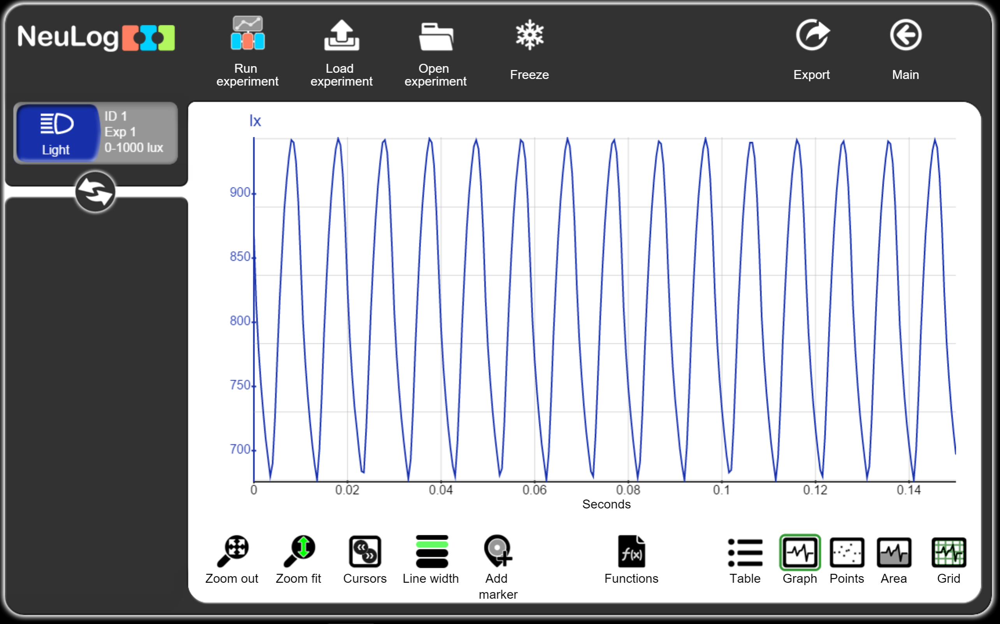 NeuLog
Run
experiment
Load
experiment
Open
experiment
Freeze
Export
Main
Light
ID 1
Exp 1
0-1000 lux
lx
900
850
800
750
700
0 0.02 0.04 0.06 0.08 0.1 0.12 0.14
Seconds
f(x)
Zoom out
Zoom fit
Cursors
Line width
Add
marker
Functions
Table
Graph
Points
Area
Grid